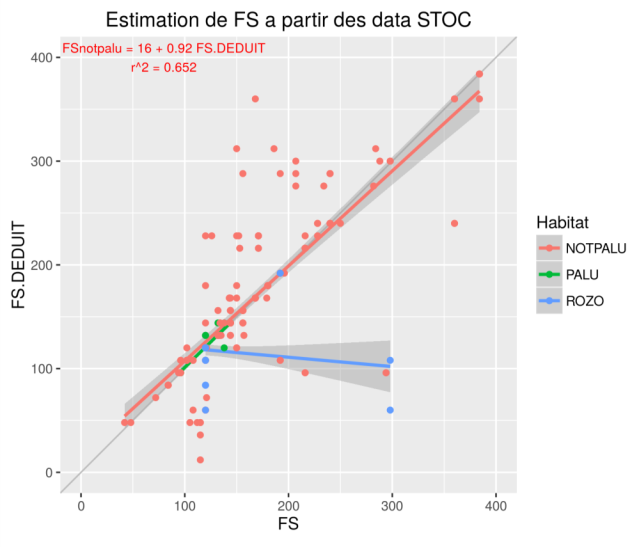 Estimation de FS a partir des data STOC
FSnotpalu = 16 + 0.92 FS.DEDUIT
r^2 = 0.652
400
300
200
100
0
FS.DEDUIT
0
100
200
300
400
FS
Habitat
NOTPALU
PALU
ROZO